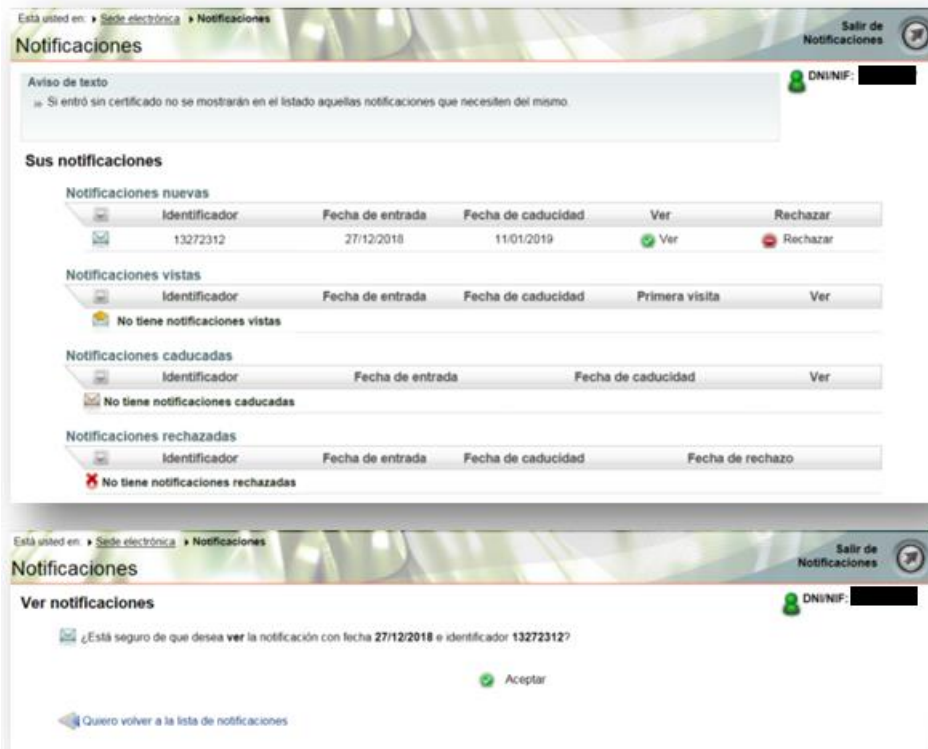 Está usted en: Sede electrónica Notificaciones
Salir de Notificaciones
Notificaciones
DNI/NIF:
Aviso de texto
Si entró sin certificado no se mostrarán en el listado aquellas notificaciones que necesiten del mismo.
Sus notificaciones
Notificaciones nuevas
Identificador Fecha de entrada Fecha de caducidad Ver Rechazar
13272312 27/12/2018 11/01/2019 Ver Rechazar
Notificaciones vistas
Identificador Fecha de entrada Fecha de caducidad Primera visita Ver
No tiene notificaciones vistas
Notificaciones caducadas
Identificador Fecha de entrada Fecha de caducidad Ver
No tiene notificaciones caducadas
Notificaciones rechazadas
Identificador Fecha de entrada Fecha de caducidad Fecha de rechazo
No tiene notificaciones rechazadas
Está usted en: Sede electrónica Notificaciones
Salir de Notificaciones
Notificaciones
DNI/NIF:
Ver notificaciones
¿Está seguro de que desea ver la notificación con fecha 27/12/2018 e identificador 13272312?
Aceptar
Quiero volver a la lista de notificaciones